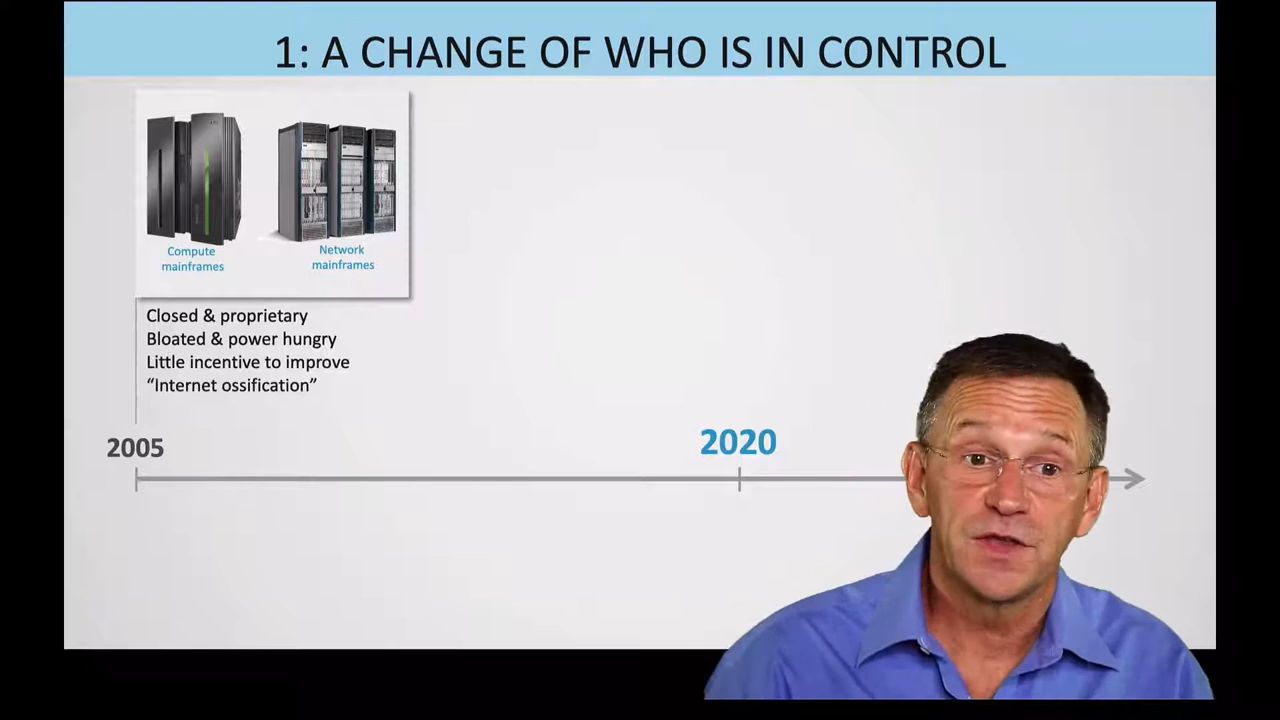 1: A CHANGE OF WHO IS IN CONTROL
Compute
mainframes
Network
mainframes
Closed & proprietary
Bloated & power hungry
Little incentive to improve
“Internet ossification”
2005
2020